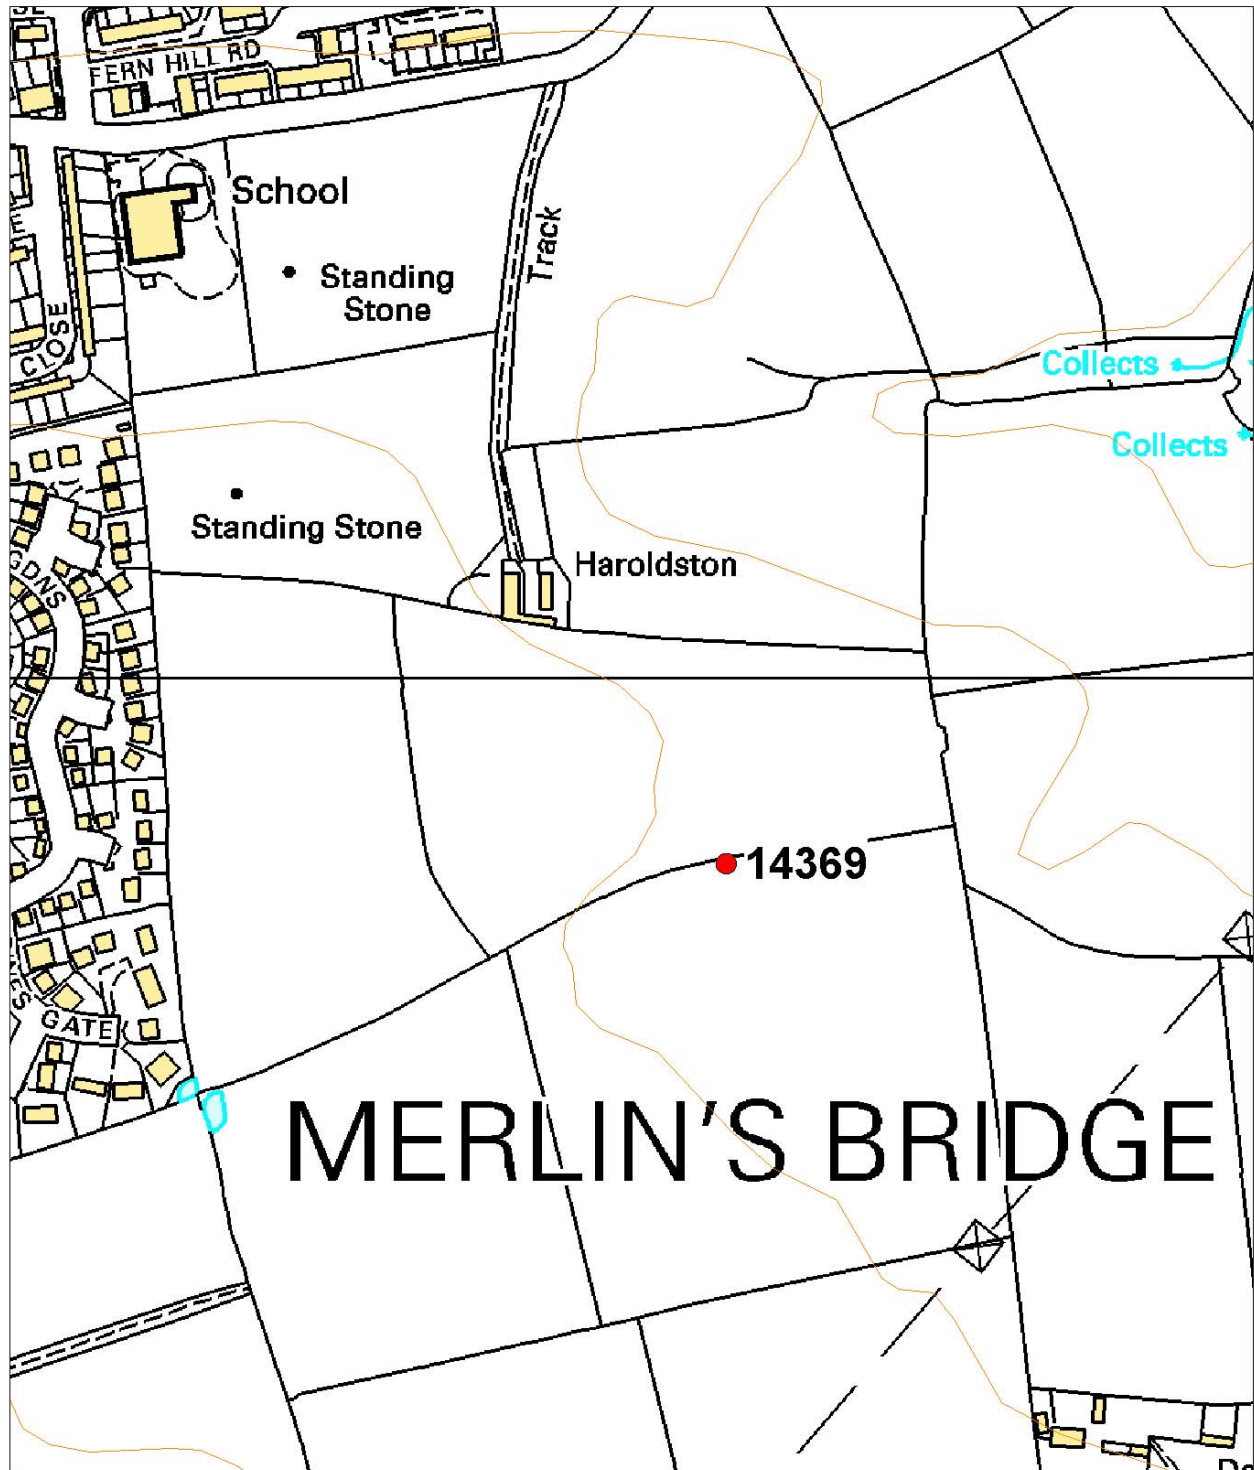 FERN HILL RD
School
Standing
Stone
Track
CLOSE
Collects
Collects
Standing Stone
Haroldston
GDNS
14369
GATE
MERLIN'S BRIDGE